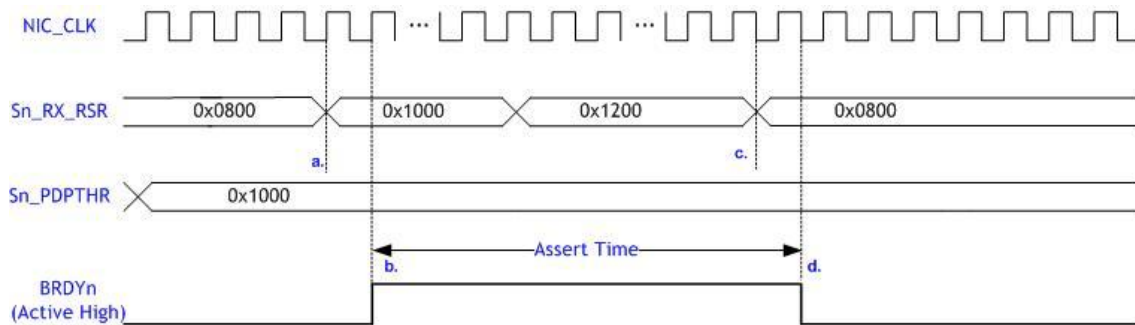 NIC_CLK ... ...
Sn_RX_RSR 0x0800 0x1000 0x1200 0x0800
a. c.
Sn_PDPTHR 0x1000
Assert Time
b. d.
BRDYn
(Active High)